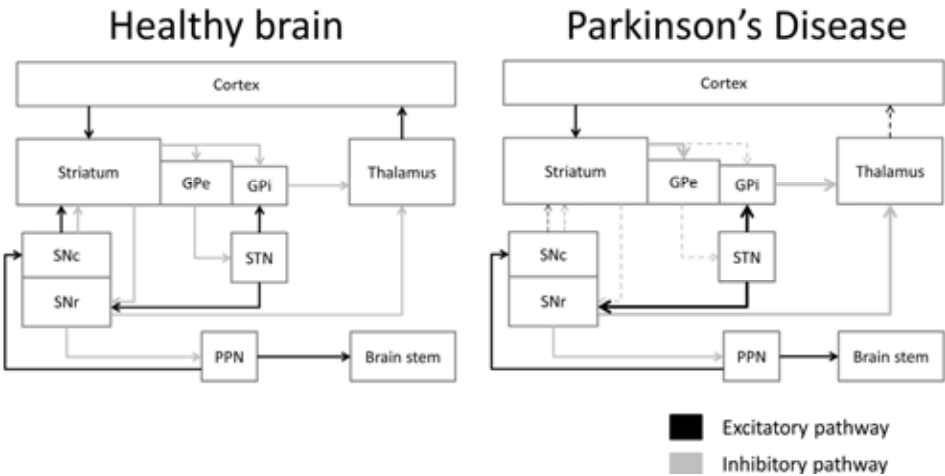 Healthy brain
Cortex
Striatum
GPe
GPi
Thalamus
SNc
STN
SNr
PPN
Brain stem
Parkinson's Disease
Cortex
Striatum
GPe
GPi
Thalamus
SNc
STN
SNr
PPN
Brain stem
Excitatory pathway
Inhibitory pathway